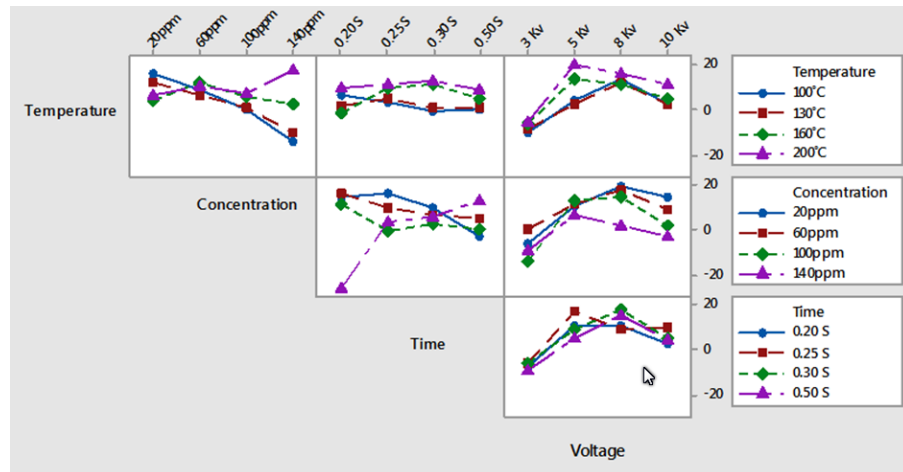 20ppm 60ppm 100ppm 140ppm 0.20 S 0.25 S 0.30 S 0.50 S 3 Kv 5 Kv 8 Kv 10 Kv
Temperature
20
0
-20
Temperature
100°C
130°C
160°C
200°C
Concentration
20
0
-20
Concentration
20ppm
60ppm
100ppm
140ppm
Time
20
0
-20
Time
0.20 S
0.25 S
0.30 S
0.50 S
Voltage